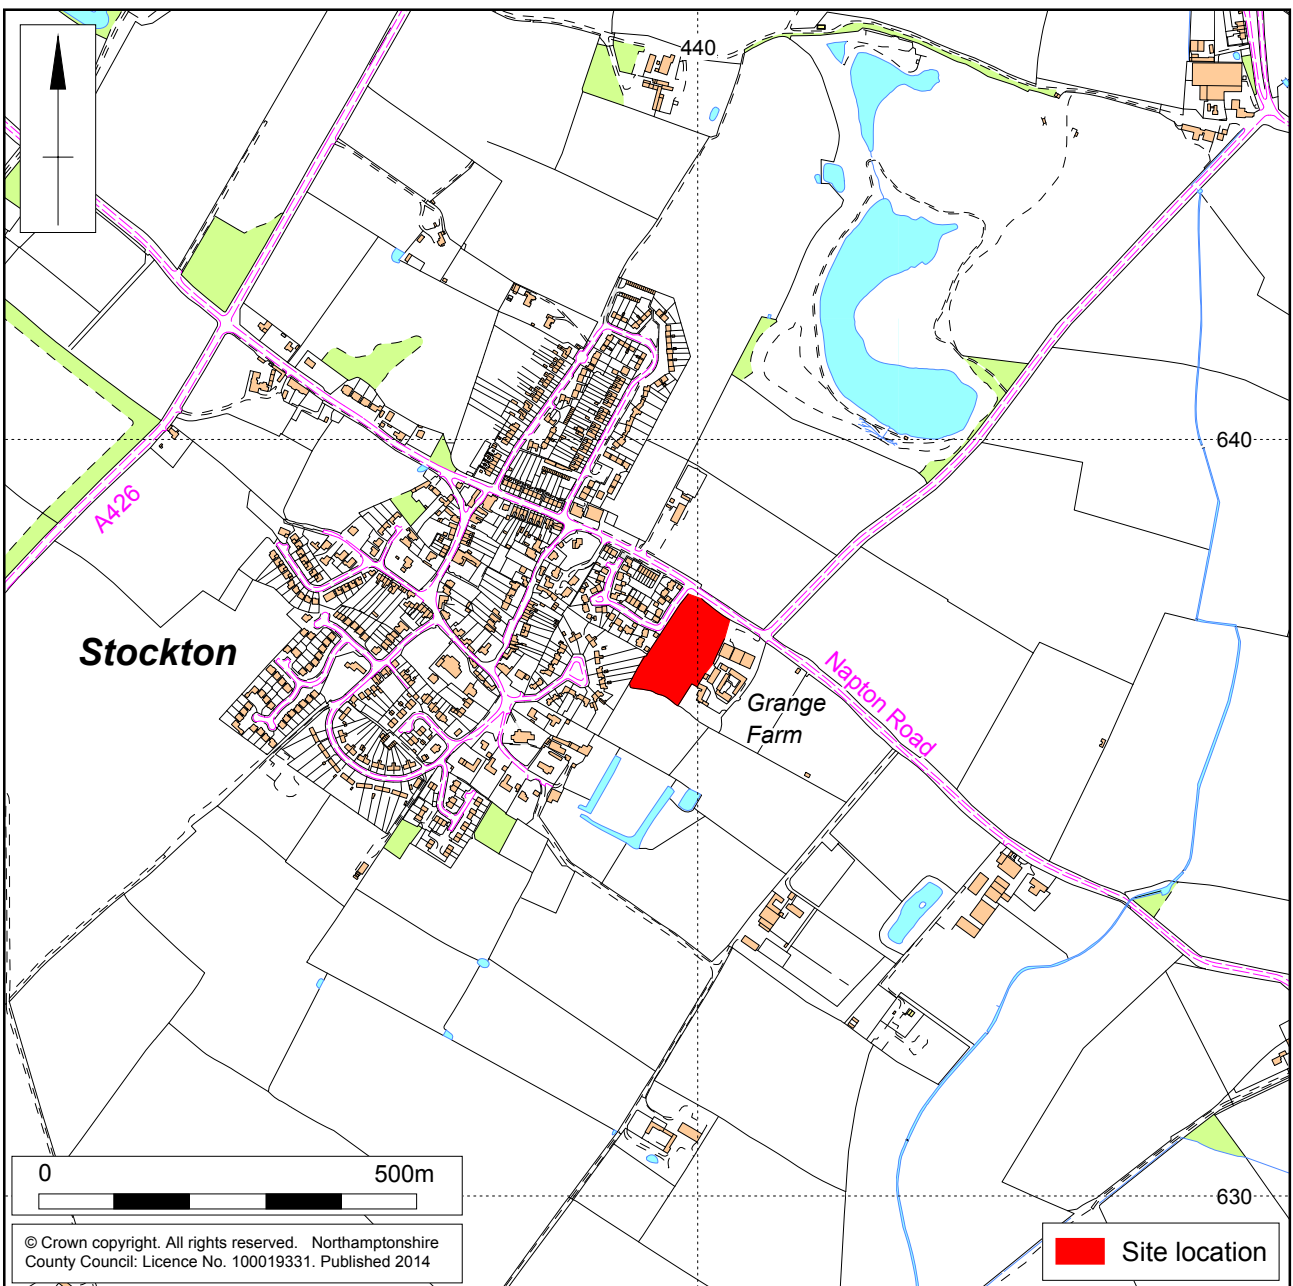 440
640
A426
Stockton
Napton Road
Grange
Farm
0 500m
630
© Crown copyright. All rights reserved. Northamptonshire
County Council: Licence No. 100019331. Published 2014
Site location